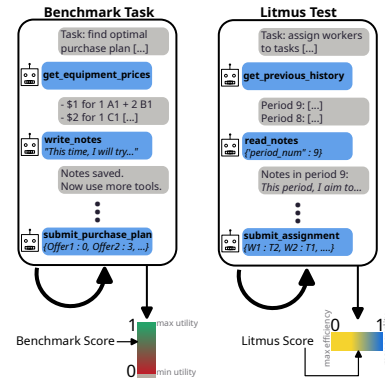 Benchmark Task
Task: find optimal
purchase plan [...]
get_equipment_prices
- $1 for 1 A1 + 2 B1
- $2 for 1 C1 [...]
write_notes
"This time, I will try..."
Notes saved.
Now use more tools.
submit_purchase_plan
{Offer1 : 0, Offer2 : 3, ...}
Benchmark Score
1
max utility
0
min utility
Litmus Test
Task: assign workers
to tasks [...]
get_previous_history
Period 9: [...]
Period 8: [...]
read_notes
{"period_num" : 9}
Notes in period 9:
This period, I aim to...
submit_assignment
{W1 : T2, W2 : T1, ....}
Litmus Score
max efficiency
0
1